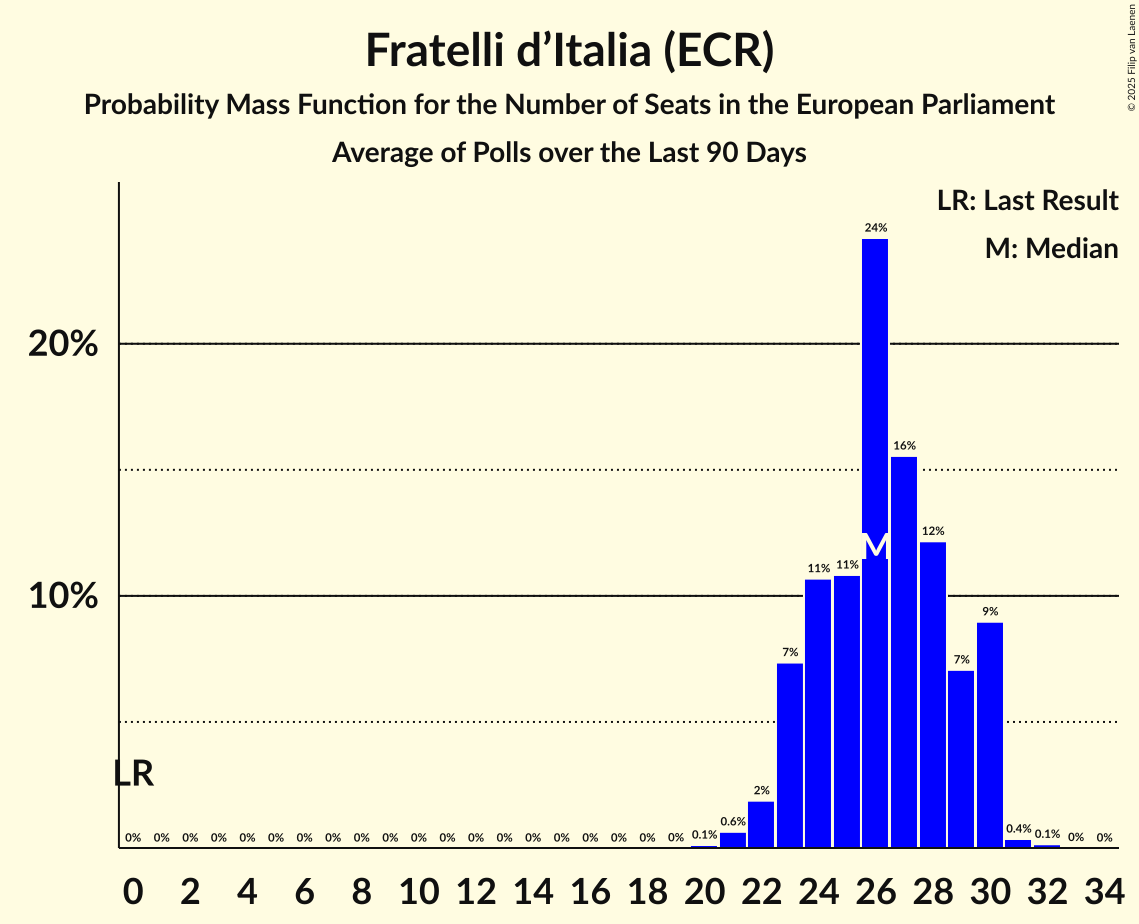 Fratelli d’Italia (ECR)
Probability Mass Function for the Number of Seats in the European Parliament
Average of Polls over the Last 90 Days
© 2025 Filip van Laenen
LR: Last Result
M: Median
24%
20%
16%
12%
M
11% 11%
10%
9%
7% 7%
LR
2%
0% 0% 0% 0% 0% 0% 0% 0% 0% 0% 0% 0% 0% 0% 0% 0% 0% 0% 0% 0% 0.1% 0.6% 0.4% 0.1% 0% 0%
0 2 4 6 8 10 12 14 16 18 20 22 24 26 28 30 32 34